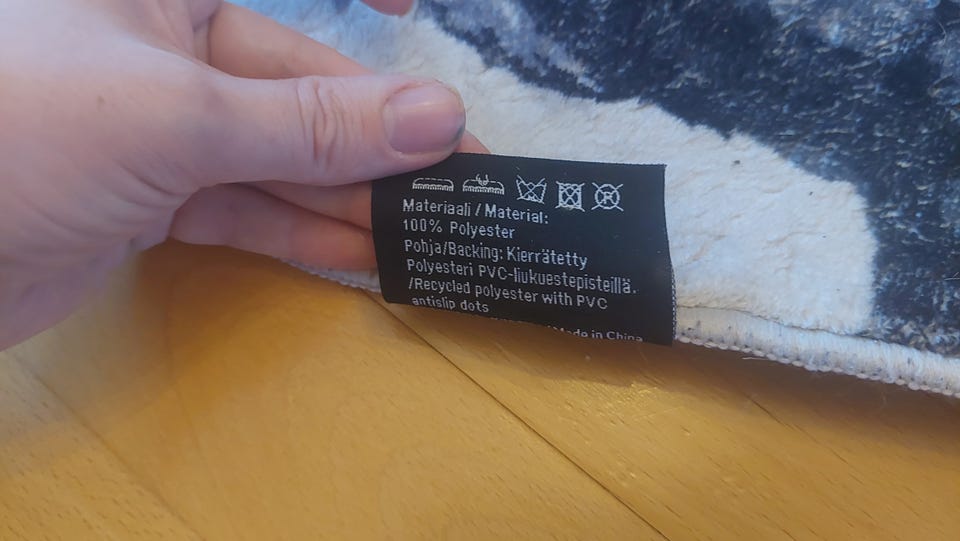 Materiaali / Material:
100% Polyester
Pohja/Backing: Kierrätetty
Polyesteri PVC-liukuestepisteillä.
/Recycled polyester with PVC
antislip dots
/Made in China